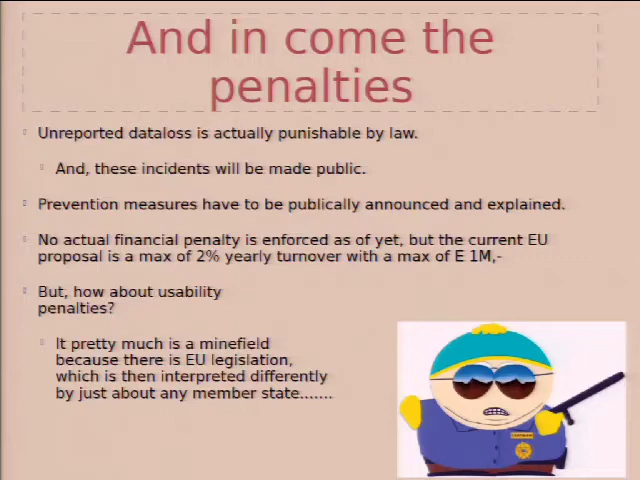 And in come the
penalties
Unreported dataloss is actually punishable by law.
And, these incidents will be made public.
Prevention measures have to be publically announced and explained.
No actual financial penalty is enforced as of yet, but the current EU
proposal is a max of 2% yearly turnover with a max of E 1M,-
But, how about usability
penalties?
It pretty much is a minefield
because there is EU legislation,
which is then interpreted differently
by just about any member state.......